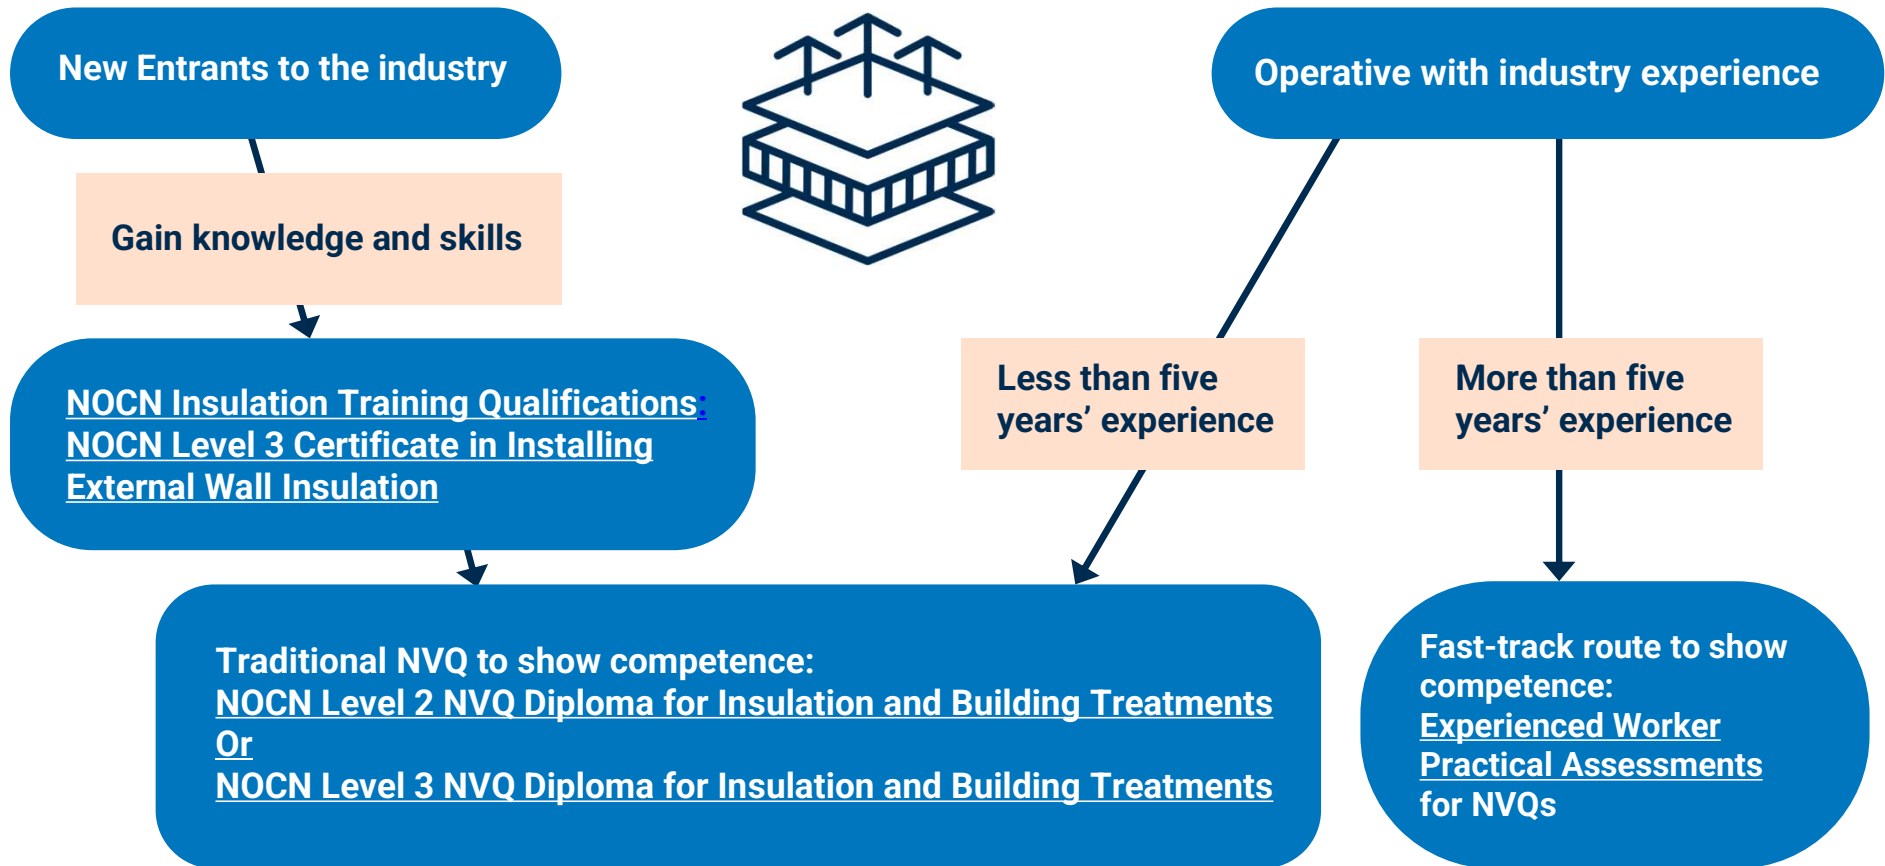 New Entrants to the industry
Operative with industry experience
Gain knowledge and skills
Less than five
years’ experience
More than five
years’ experience
NOCN Insulation Training Qualifications:
NOCN Level 3 Certificate in Installing
External Wall Insulation
Traditional NVQ to show competence:
NOCN Level 2 NVQ Diploma for Insulation and Building Treatments
Or
NOCN Level 3 NVQ Diploma for Insulation and Building Treatments
Fast-track route to show
competence:
Experienced Worker
Practical Assessments
for NVQs